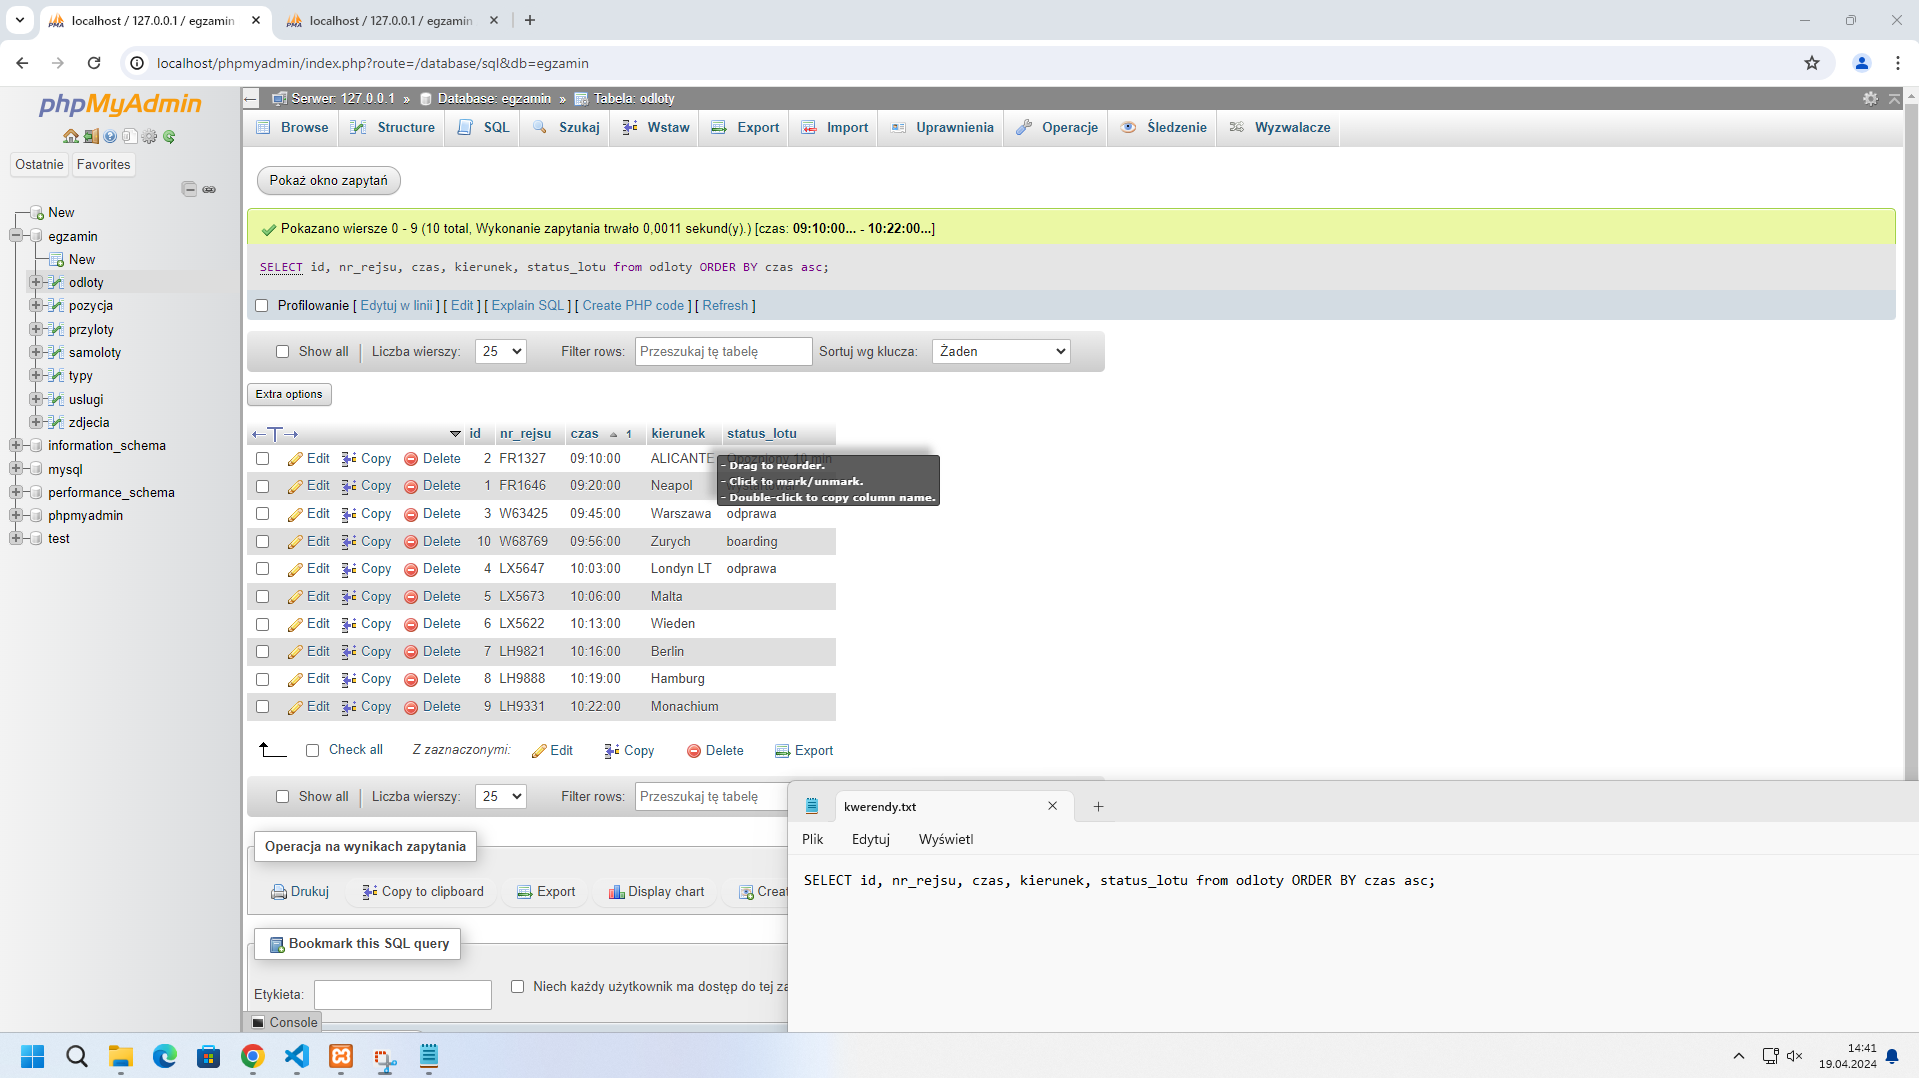 localhost / 127.0.0.1 / egzamin
localhost / 127.0.0.1 / egzamin
localhost/phpmyadmin/index.php?route=/database/sql&db=egzamin
phpMyAdmin
Ostatnie Favorites
New
egzamin
New
odloty
pozycja
przyloty
samoloty
typy
uslugi
zdjecia
information_schema
mysql
performance_schema
phpmyadmin
test
Serwer: 127.0.0.1 » Database: egzamin » Tabela: odloty
Browse Structure SQL Szukaj Wstaw Export Import Uprawnienia Operacje Śledzenie Wyzwalacze
Pokaż okno zapytań
Pokazano wiersze 0 - 9 (10 total, Wykonanie zapytania trwało 0,0011 sekund(y).) [czas: 09:10:00... - 10:22:00...]
SELECT id, nr_rejsu, czas, kierunek, status_lotu from odloty ORDER BY czas asc;
Profilowanie [ Edytuj w linii ] [ Edit ] [ Explain SQL ] [ Create PHP code ] [ Refresh ]
Show all Liczba wierszy: 25 Filter rows: Przeszukaj tę tabelę Sortuj wg klucza: Żaden
Extra options
id nr_rejsu czas 1 kierunek status_lotu
Edit Copy Delete 2 FR1327 09:10:00 ALICANTE
- Drag to reorder.
- Click to mark/unmark.
- Double-click to copy column name.
Edit Copy Delete 1 FR1646 09:20:00 Neapol
Edit Copy Delete 3 W63425 09:45:00 Warszawa odprawa
Edit Copy Delete 10 W68769 09:56:00 Zurych boarding
Edit Copy Delete 4 LX5647 10:03:00 Londyn LT odprawa
Edit Copy Delete 5 LX5673 10:06:00 Malta
Edit Copy Delete 6 LX5622 10:13:00 Wieden
Edit Copy Delete 7 LH9821 10:16:00 Berlin
Edit Copy Delete 8 LH9888 10:19:00 Hamburg
Edit Copy Delete 9 LH9331 10:22:00 Monachium
Check all Z zaznaczonymi: Edit Copy Delete Export
Show all Liczba wierszy: 25 Filter rows: Przeszukaj tę tabelę
Operacja na wynikach zapytania
Drukuj Copy to clipboard Export Display chart
Bookmark this SQL query
Etykieta: Niech każdy użytkownik ma dostęp do tej
Console
kwerendy.txt
Plik Edytuj Wyświetl
SELECT id, nr_rejsu, czas, kierunek, status_lotu from odloty ORDER BY czas asc;
14:41
19.04.2024